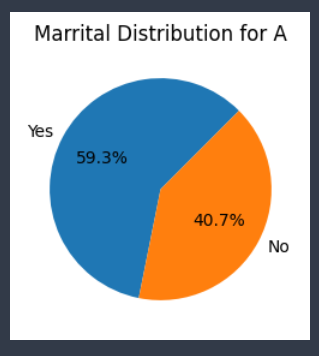 Marrital Distribution for A
Yes
59.3%
40.7%
No